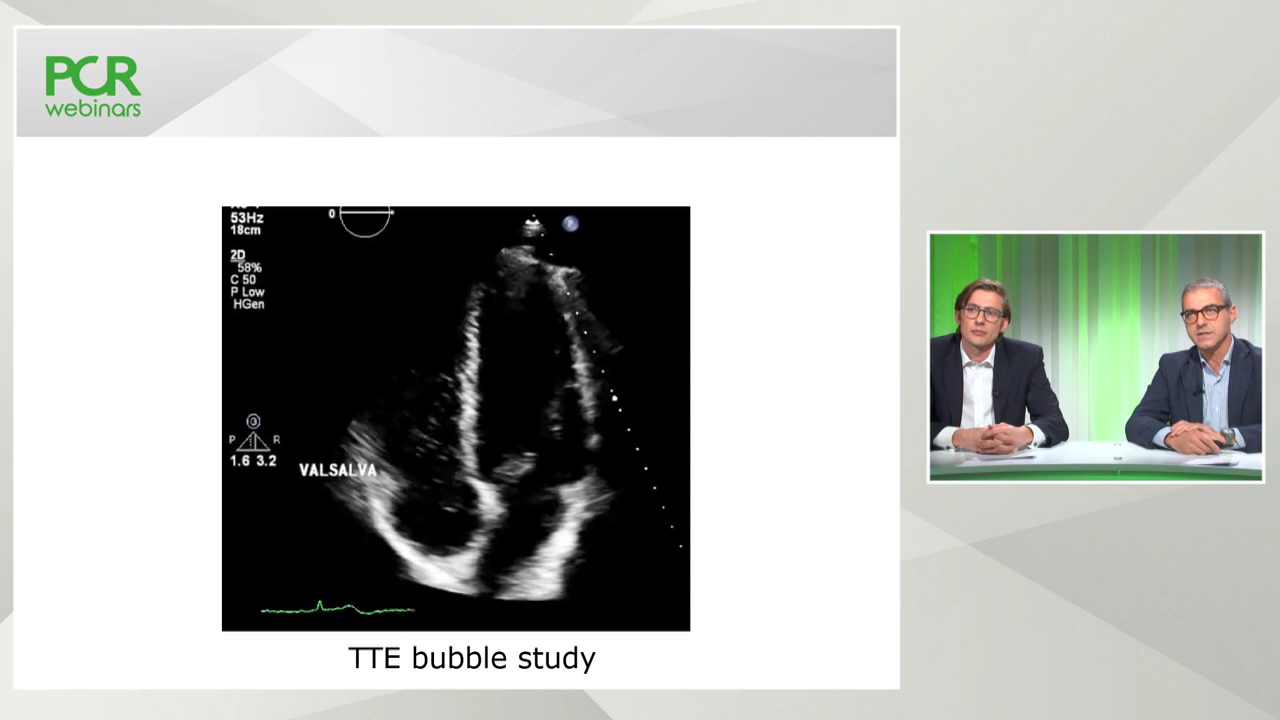 PCR
webinars
0
53Hz
18cm
2D
58%
C 50
P Low
HGen
P R
1.6 3.2
VALSALVA
TTE bubble study